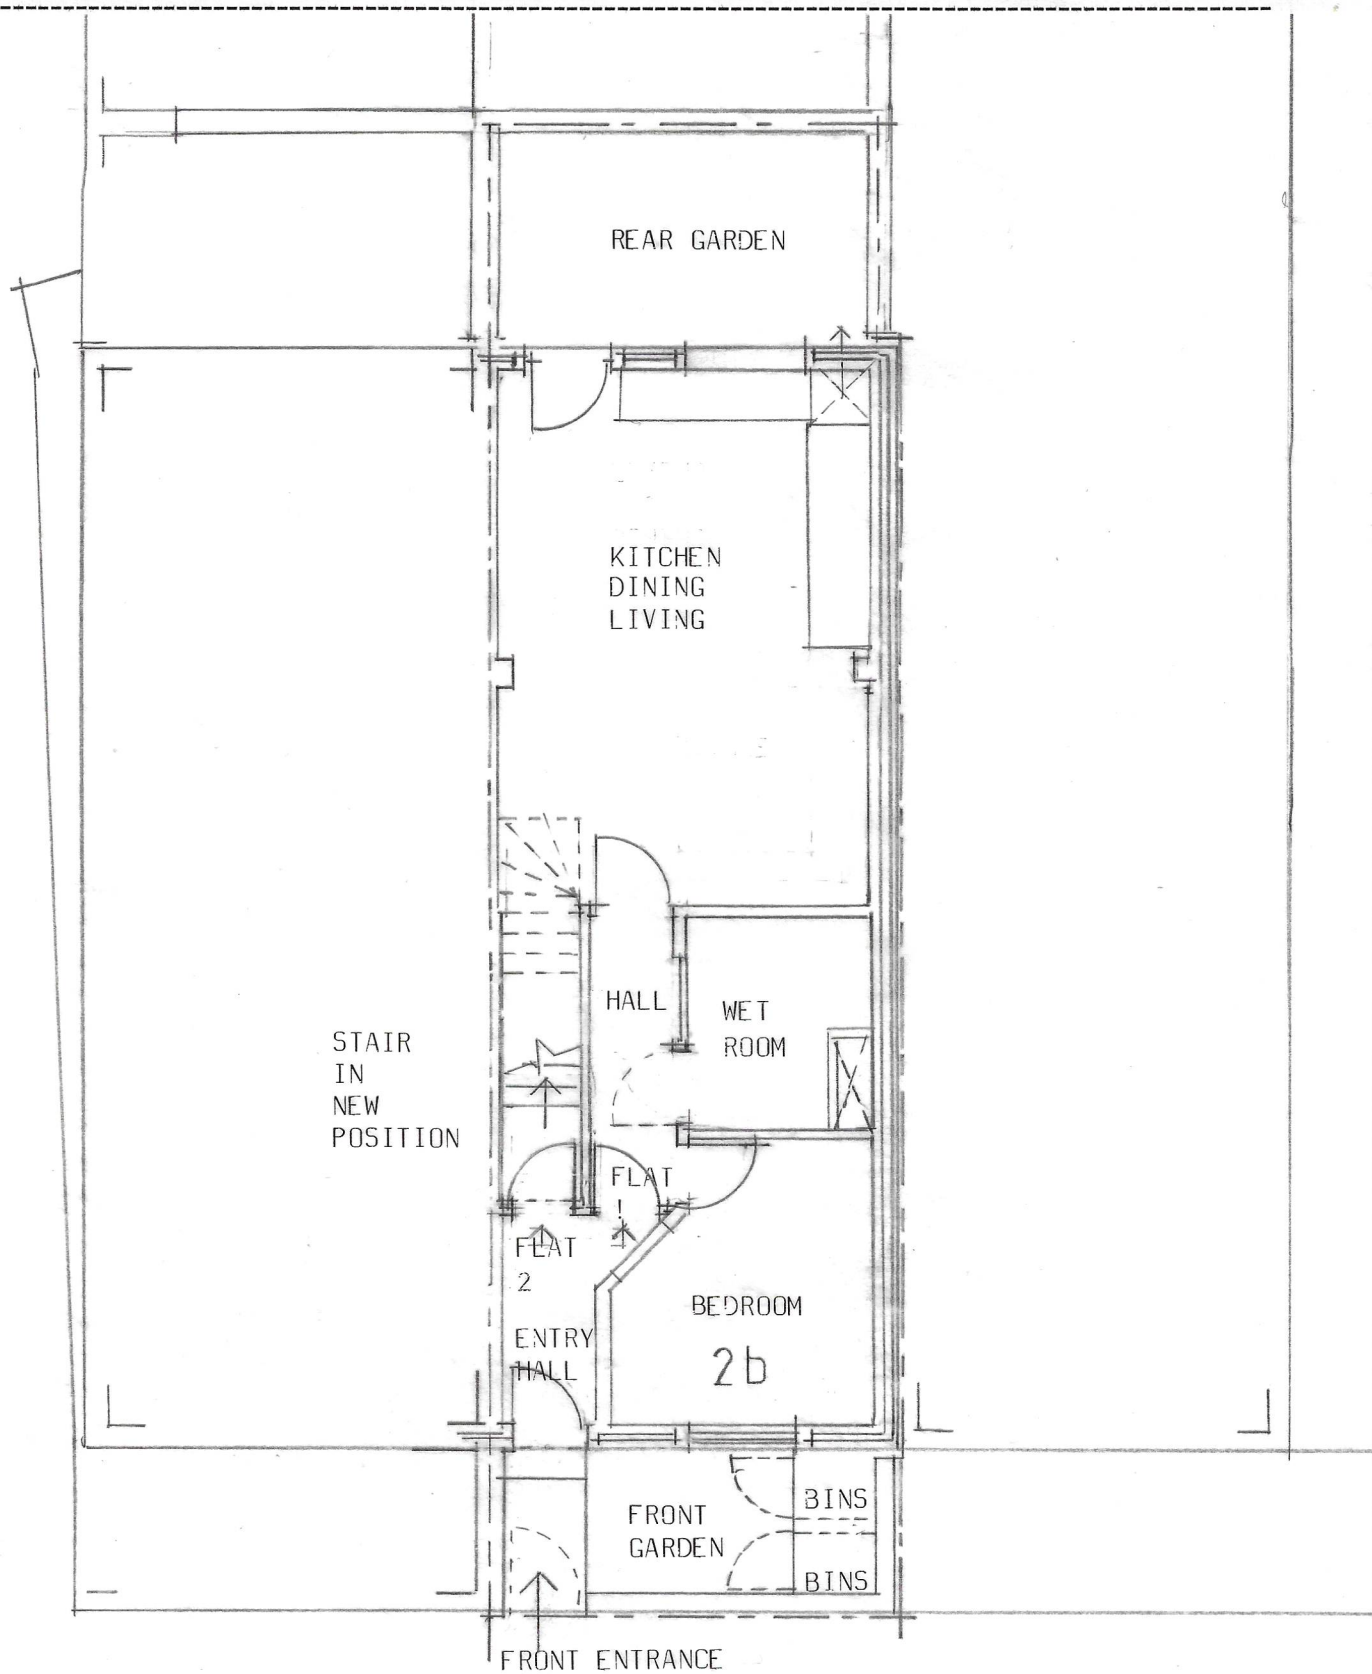 REAR GARDEN
KITCHEN
DINING
LIVING
HALL
WET
ROOM
STAIR
IN
NEW
POSITION
FLAT
!
FLAT
2
BEDROOM
2b
ENTRY
HALL
FRONT
GARDEN
BINS
BINS
FRONT ENTRANCE